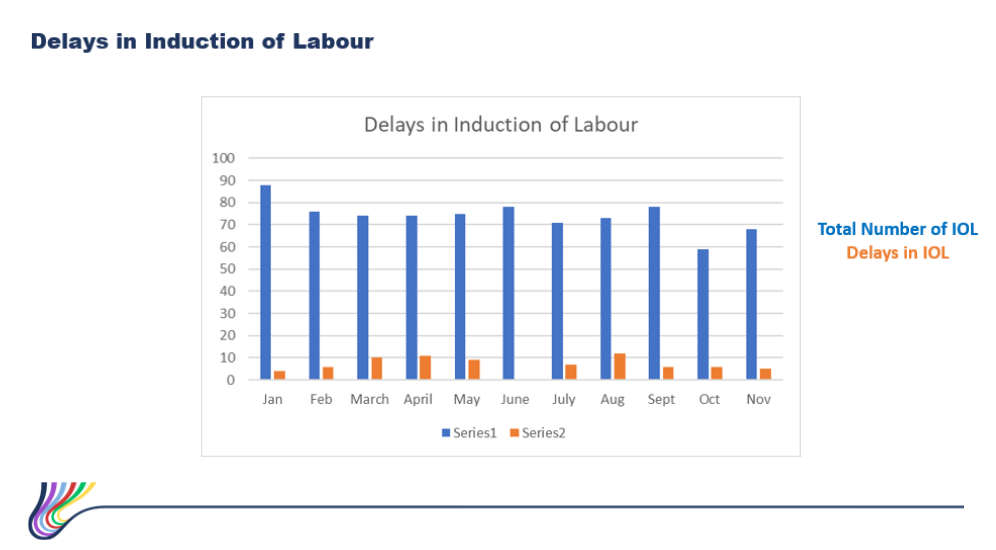 Delays in Induction of Labour
Delays in Induction of Labour
100
90
80
70
60
50
40
30
20
10
0
Jan Feb March April May June July Aug Sept Oct Nov
Series1 Series2
Total Number of IOL
Delays in IOL